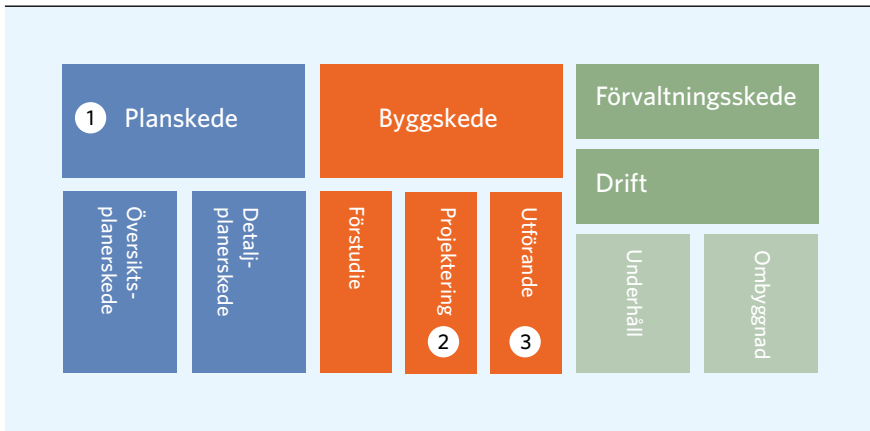 1 Planskede
Byggskede
Förvaltningsskede
Drift
Översikts-
planerskede
Detalj-
planerskede
Förstudie
Projektering 2
Utförande 3
Underhåll
Ombyggnad